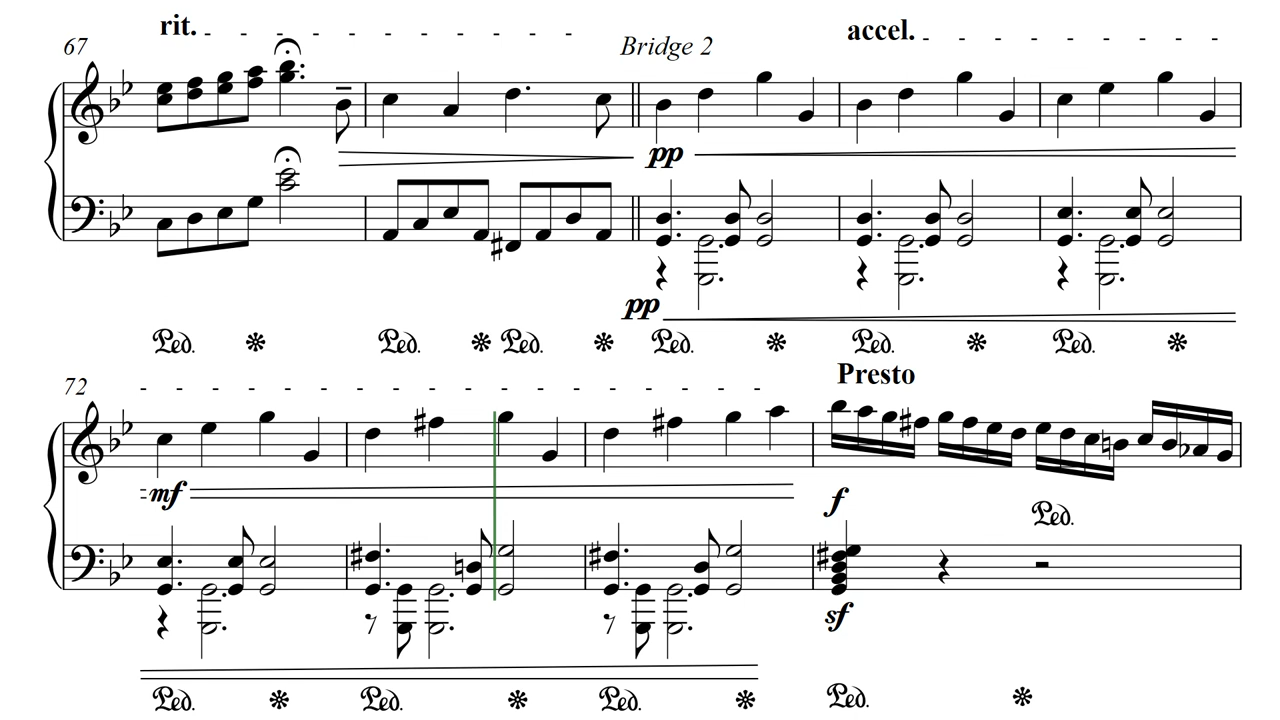 rit.
67
Bridge 2
accel.
pp
pp
Ped. Ped. Ped. Ped. Ped. Ped.
72
Presto
mf
f
Ped.
sf
Ped. Ped. Ped. Ped.